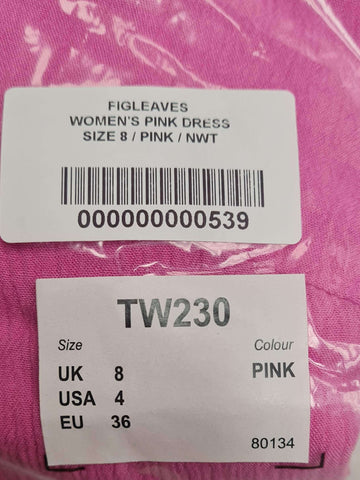 FIGLEAVES
WOMEN'S PINK DRESS
SIZE 8 / PINK / NWT
000000000539
TW230
Size Colour
UK 8 PINK
USA 4
EU 36
80134